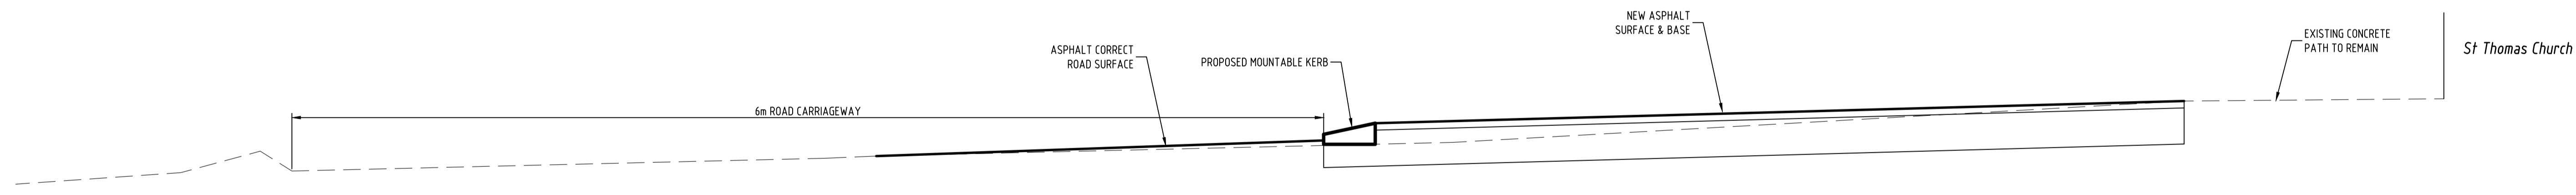 6m ROAD CARRIAGEWAY
ASPHALT CORRECT
ROAD SURFACE
PROPOSED MOUNTABLE KERB
NEW ASPHALT
SURFACE & BASE
EXISTING CONCRETE
PATH TO REMAIN
St Thomas Church